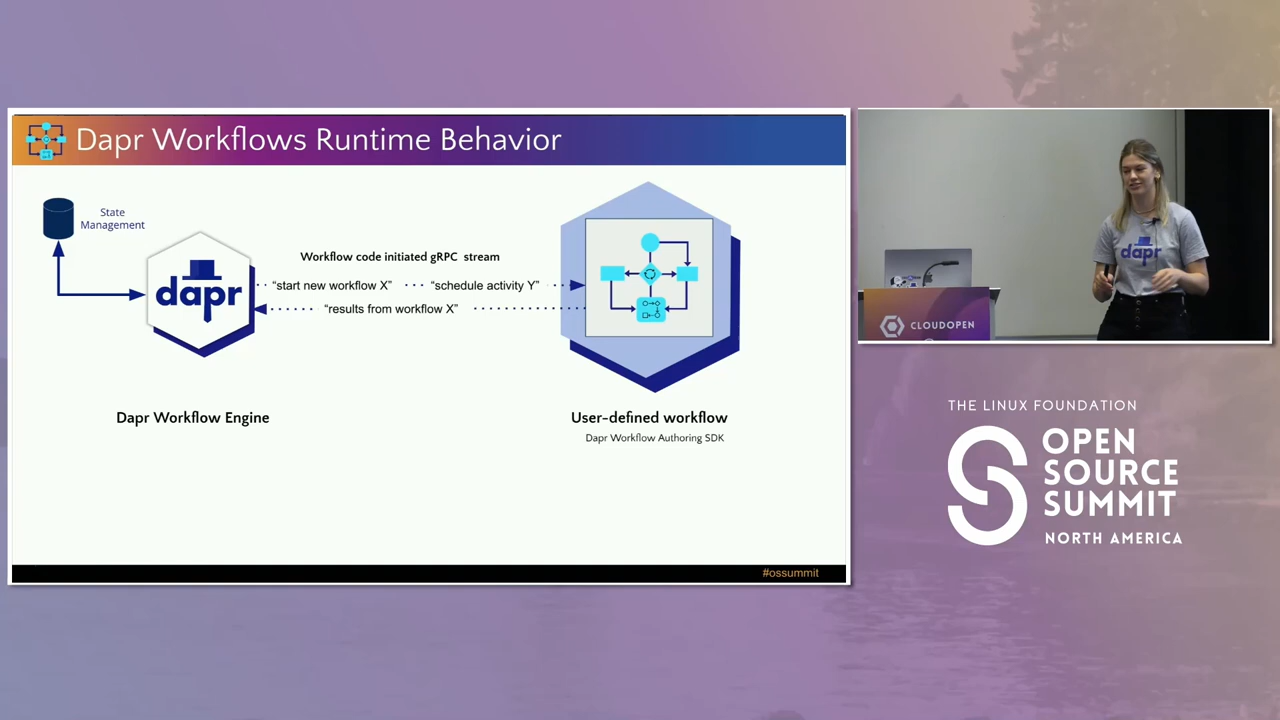 Dapr Workflows Runtime Behavior
State
Management
dapr
Workflow code initiated gRPC stream
“start new workflow X”
“schedule activity Y”
“results from workflow X”
Dapr Workflow Engine
User-defined workflow
Dapr Workflow Authoring SDK
#ossummit
dapr
CLOUDOPEN
THE LINUX FOUNDATION
OPEN
SOURCE
SUMMIT
NORTH AMERICA